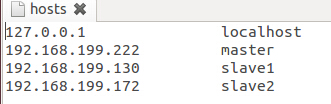 hosts ✖
127.0.0.1 localhost
192.168.199.222 master
192.168.199.130 slave1
192.168.199.172 slave2